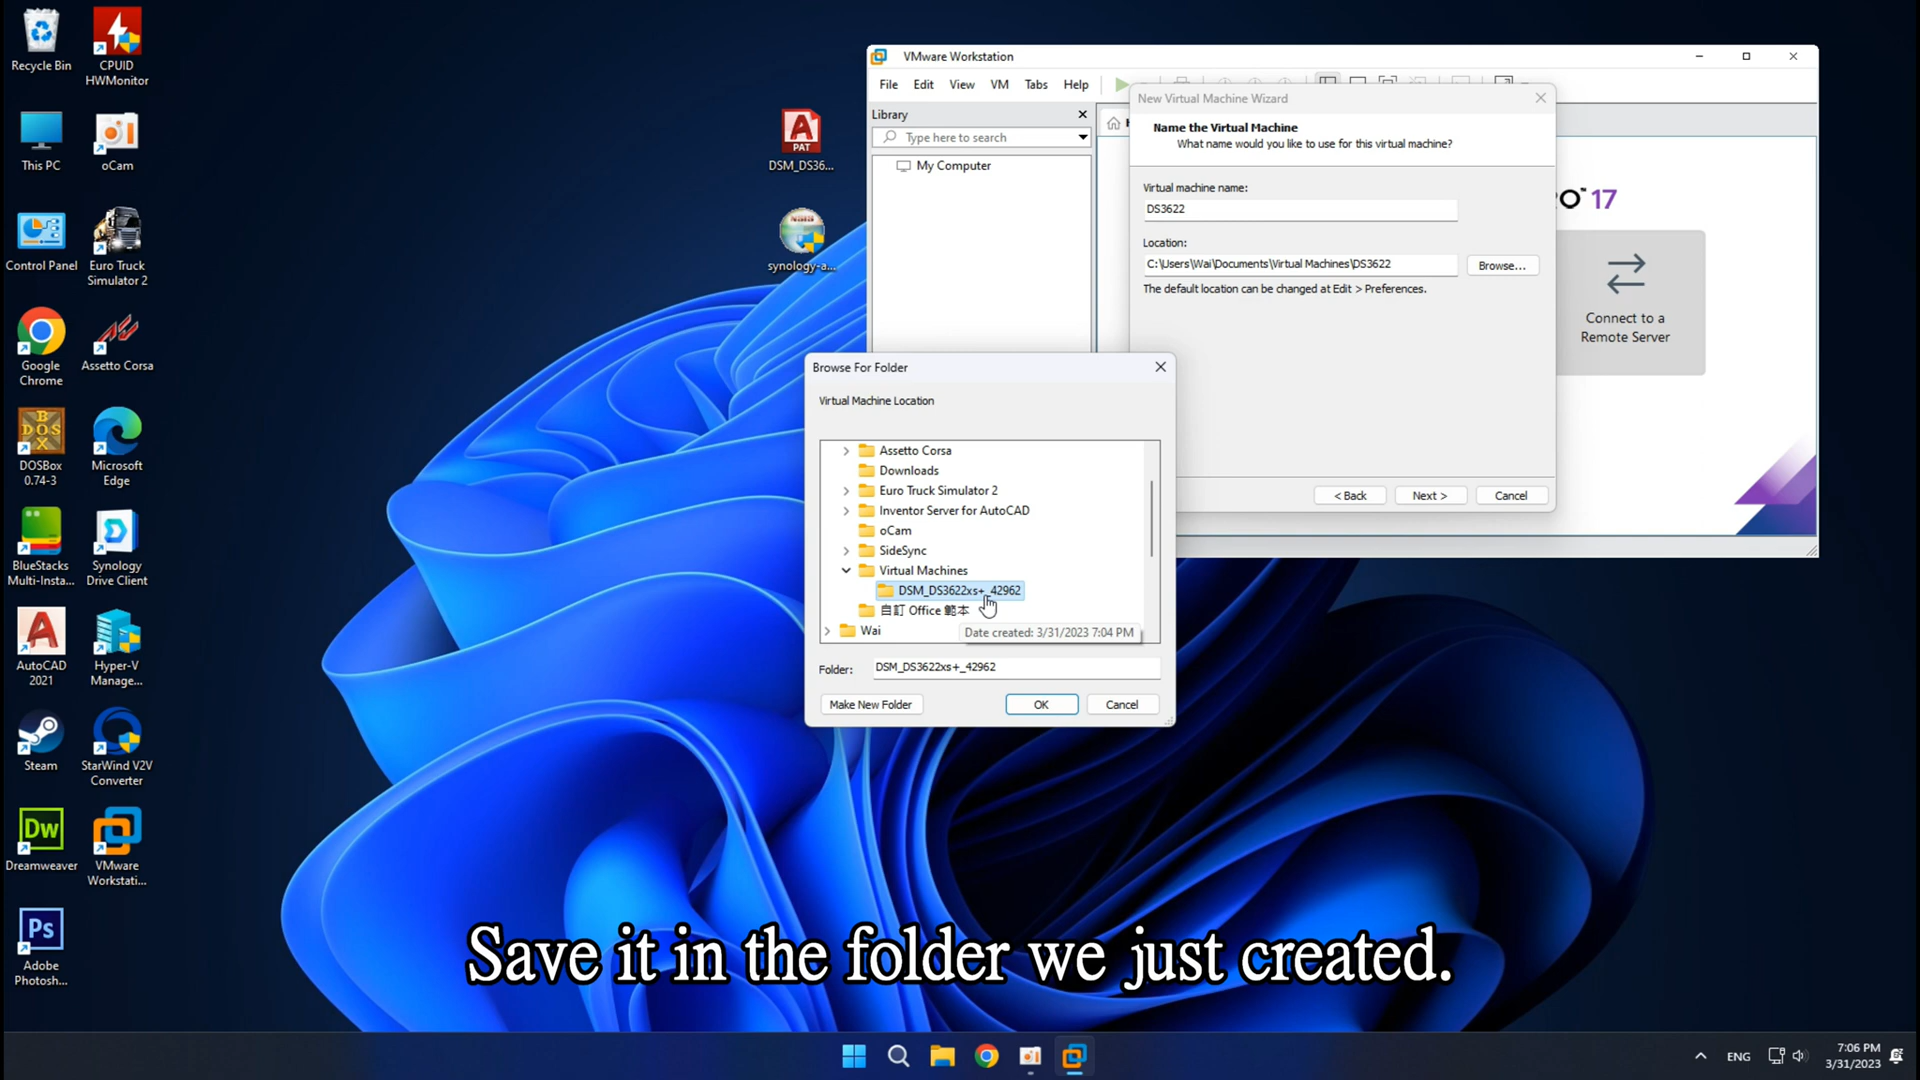 Recycle Bin
CPUID
HWMonitor
This PC
oCam
Control Panel
Euro Truck
Simulator 2
Google
Chrome
Assetto Corsa
DOSBox
0.74-3
Microsoft
Edge
BlueStacks
Multi-Insta...
Synology
Drive Client
AutoCAD
2021
Hyper-V
Manage...
Steam
StarWind V2V
Converter
Dw
Dreamweaver
VMware
Workstati...
Ps
Adobe
Photosh...
PAT
DSM_DS36...
synology-a...
VMware Workstation
File Edit View VM Tabs Help
Library
Type here to search
My Computer
New Virtual Machine Wizard
Name the Virtual Machine
What name would you like to use for this virtual machine?
Virtual machine name:
DS3622
Location:
C:\Users\Wai\Documents\Virtual Machines\DS3622
Browse...
The default location can be changed at Edit > Preferences.
< Back
Next >
Cancel
17
Connect to a
Remote Server
Browse For Folder
Virtual Machine Location
Assetto Corsa
Downloads
Euro Truck Simulator 2
Inventor Server for AutoCAD
oCam
SideSync
Virtual Machines
DSM_DS3622xs+_42962
自訂 Office 範本
Wai
Date created: 3/31/2023 7:04 PM
Folder:
DSM_DS3622xs+_42962
Make New Folder
OK
Cancel
Save it in the folder we just created.
ENG
7:06 PM
3/31/2023